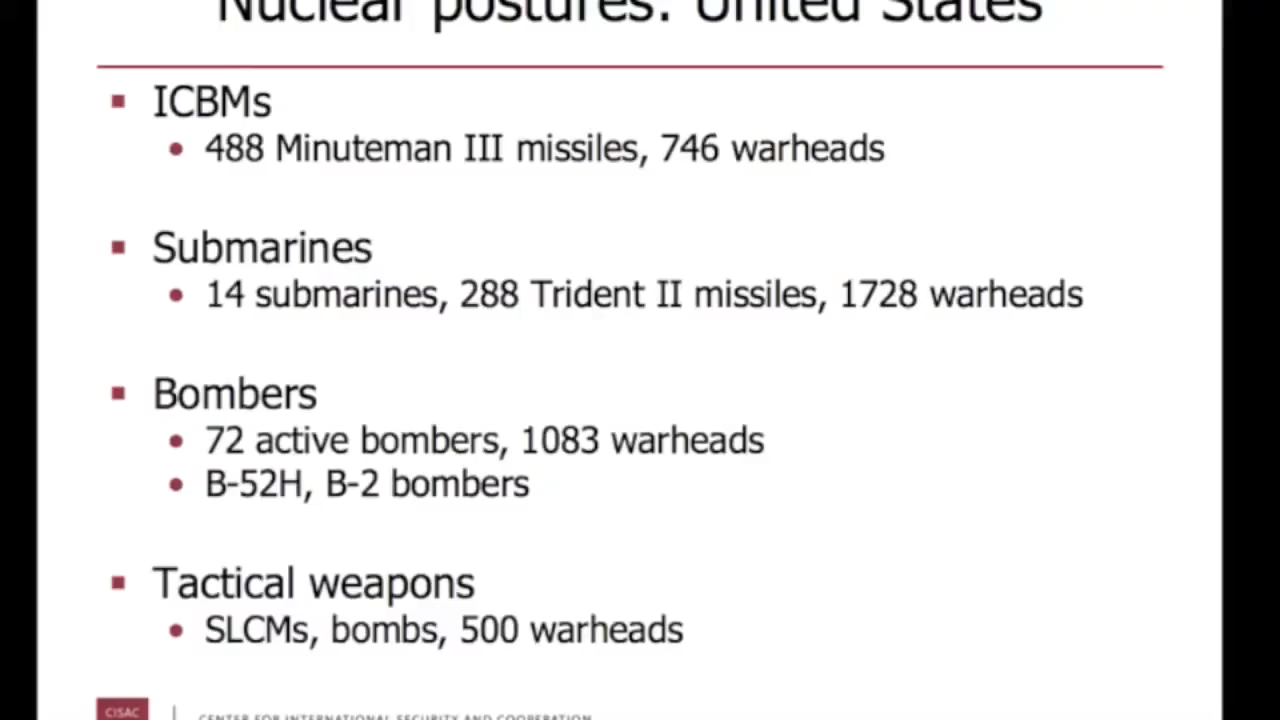 Nuclear postures: United States
ICBMs
488 Minuteman III missiles, 746 warheads
Submarines
14 submarines, 288 Trident II missiles, 1728 warheads
Bombers
72 active bombers, 1083 warheads
B-52H, B-2 bombers
Tactical weapons
SLCMs, bombs, 500 warheads
CISAC | CENTER FOR INTERNATIONAL SECURITY AND COOPERATION